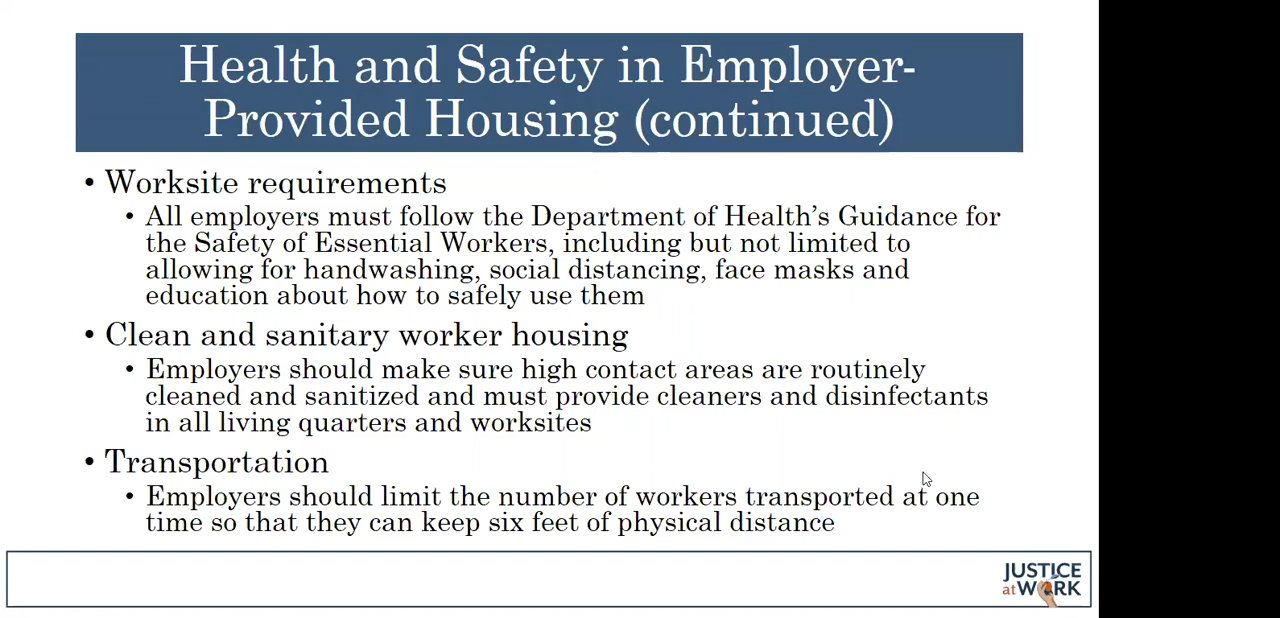 Health and Safety in Employer-
Provided Housing (continued)
• Worksite requirements
• All employers must follow the Department of Health's Guidance for
the Safety of Essential Workers, including but not limited to
allowing for handwashing, social distancing, face masks and
education about how to safely use them
• Clean and sanitary worker housing
• Employers should make sure high contact areas are routinely
cleaned and sanitized and must provide cleaners and disinfectants
in all living quarters and worksites
• Transportation
• Employers should limit the number of workers transported at one
time so that they can keep six feet of physical distance
JUSTICE
at WORK